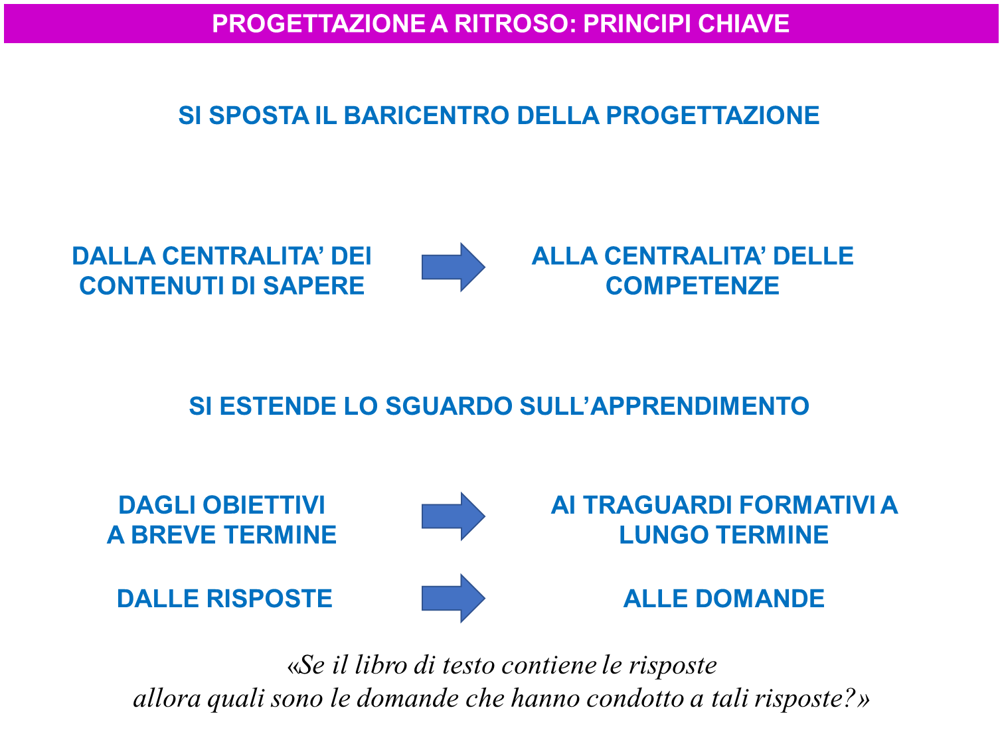 PROGETTAZIONE A RITROSO: PRINCIPI CHIAVE
SI SPOSTA IL BARICENTRO DELLA PROGETTAZIONE
DALLA CENTRALITA’ DEI
CONTENUTI DI SAPERE
ALLA CENTRALITA’ DELLE
COMPETENZE
SI ESTENDE LO SGUARDO SULL’APPRENDIMENTO
DAGLI OBIETTIVI
A BREVE TERMINE
AI TRAGUARDI FORMATIVI A
LUNGO TERMINE
DALLE RISPOSTE
ALLE DOMANDE
«Se il libro di testo contiene le risposte
allora quali sono le domande che hanno condotto a tali risposte?»